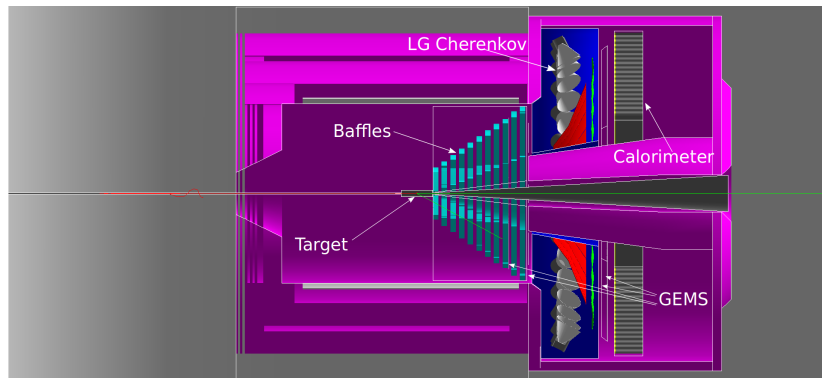 LG Cherenkov
Baffles
Calorimeter
Target
GEMS